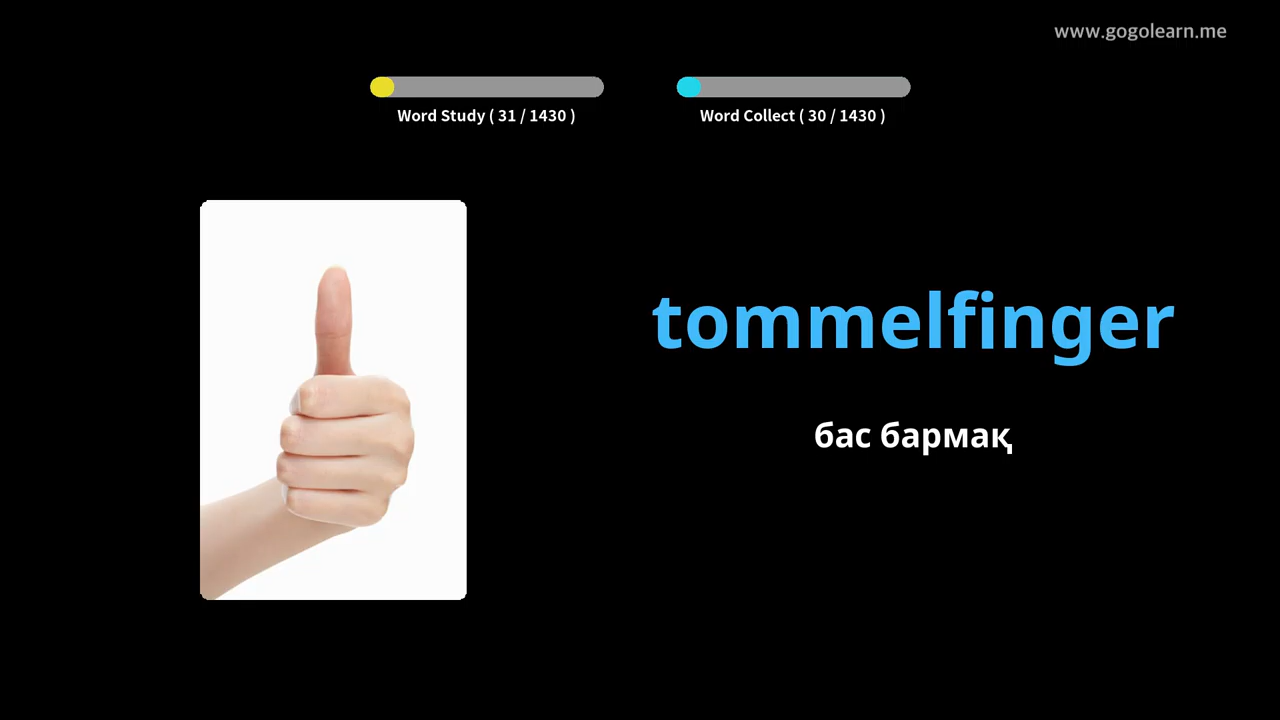 www.gogolearn.me
Word Study ( 31 / 1430 )
Word Collect ( 30 / 1430 )
tommelfinger
бас бармақ